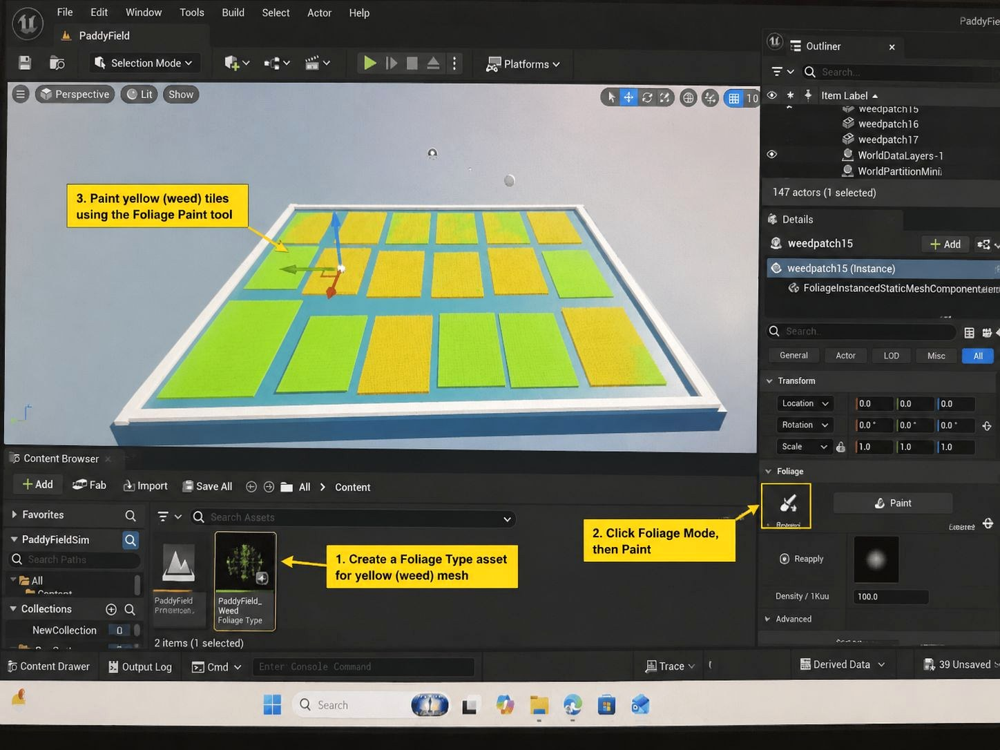 File Edit Window Tools Build Select Actor Help
PaddyFie
PaddyField
Selection Mode
Platforms
Perspective Lit Show
10
3. Paint yellow (weed) tiles
using the Foliage Paint tool
Outliner
Search...
Item Label
weedpatch15
weedpatch16
weedpatch17
WorldDataLayers-1
WorldPartitionMini
147 actors (1 selected)
Details
weedpatch15
+ Add
weedpatch15 (Instance)
FoliageInstancedStaticMeshComponent
Search..
General Actor LOD Misc All
Transform
Location 0.0 0.0 0.0
Rotation 0.0 ° 0.0 ° 0.0 °
Scale 1.0 1.0 1.0
Foliage
Paint
2. Click Foliage Mode,
then Paint
Reapply
Density / 1Kuu 100.0
Advanced
Content Browser
+ Add Fab Import Save All All > Content
Favorites
Search Assets
PaddyFieldSim
Search Paths
All
Content
Collections
NewCollection 0
PaddyField
PaddyField_
Weed
Foliage Type
1. Create a Foliage Type asset
for yellow (weed) mesh
2 items (1 selected)
Content Drawer Output Log Cmd Enter Console Command Trace Derived Data 39 Unsaved
Search